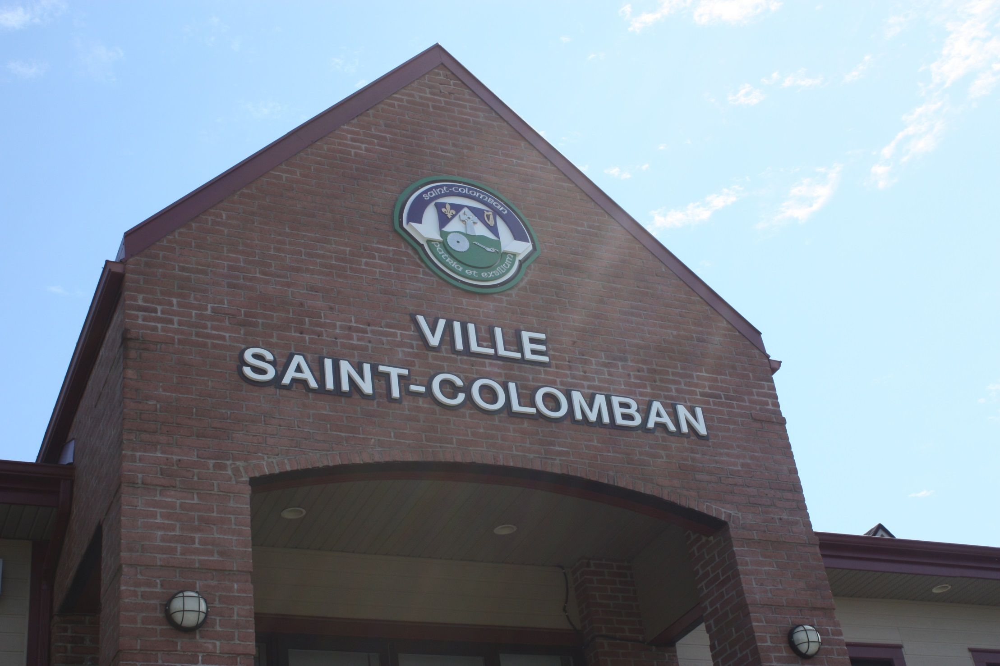 saint-colomban
patria et exsilium
VILLE
SAINT-COLOMBAN